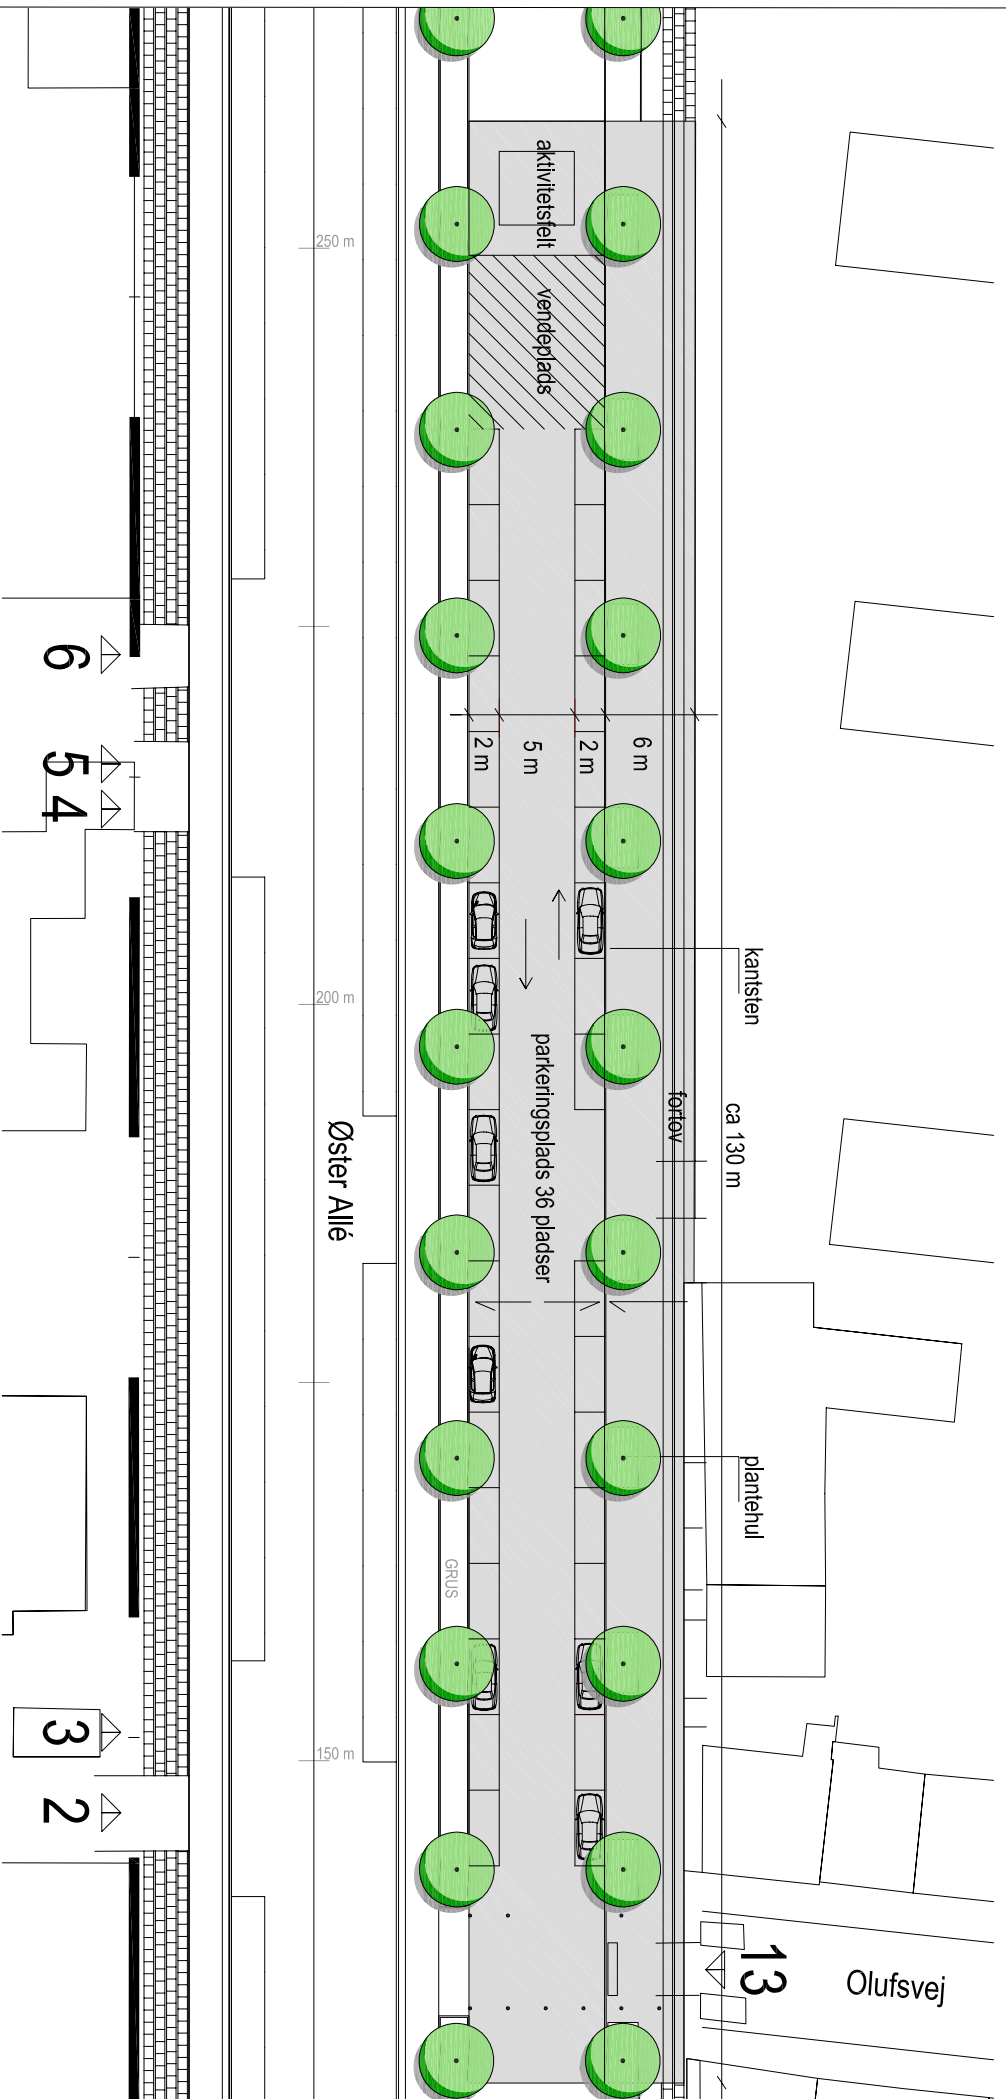 aktivitetsfelt
250 m
vendeplads
6
5
4
2 m
5 m
2 m
6 m
kantsten
200 m
parkeringsplads 36 pladser
fortov
ca 130 m
Øster Allé
plantehul
GRUS
3
150 m
2
13
Olufsvej